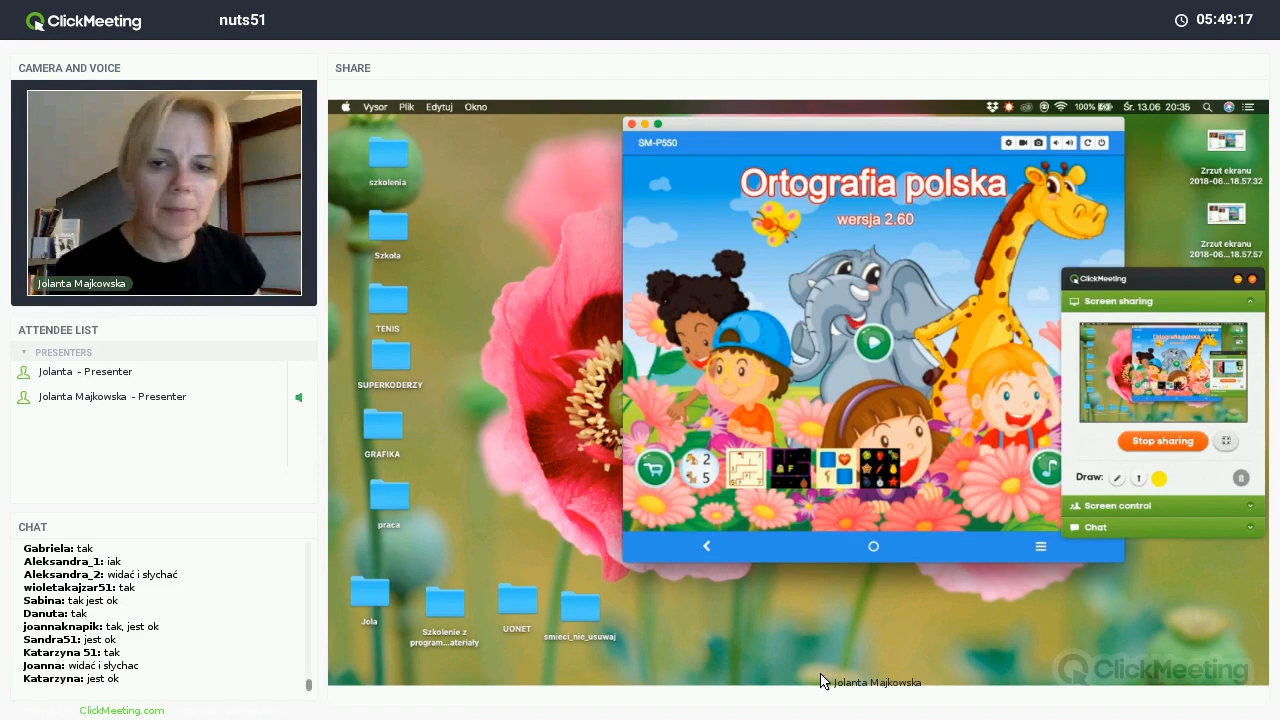 ClickMeeting
nuts51
05:49:17
CAMERA AND VOICE
Jolanta Majkowska
ATTENDEE LIST
PRESENTERS
Jolanta - Presenter
Jolanta Majkowska - Presenter
CHAT
Gabriela: tak
Aleksandra_1: iak
Aleksandra_2: widać i słychać
wioletakajzar51: tak
Sabina: tak jest ok
Danuta: tak
joannaknapik: tak, jest ok
Sandra51: jest ok
Katarzyna 51: tak
Joanna: widać i słychac
Katarzyna: jest ok
ClickMeeting.com
SHARE
Vysor Plik Edytuj Okno
100% Śr. 13.06 20:35
szkolenia
Szkoła
TENIS
SUPERKODERZY
GRAFIKA
praca
Jola
Szkolenie z
program...ateriały
UONET
smieci_nie_usuwaj
SM-P550
Ortografia polska
wersja 2.60
2
5
F
Zrzut ekranu
2018-06...18.57.32
Zrzut ekranu
2018-06...18.57.57
ClickMeeting
Screen sharing
Stop sharing
Draw:
Screen control
Chat
ClickMeeting
Jolanta Majkowska